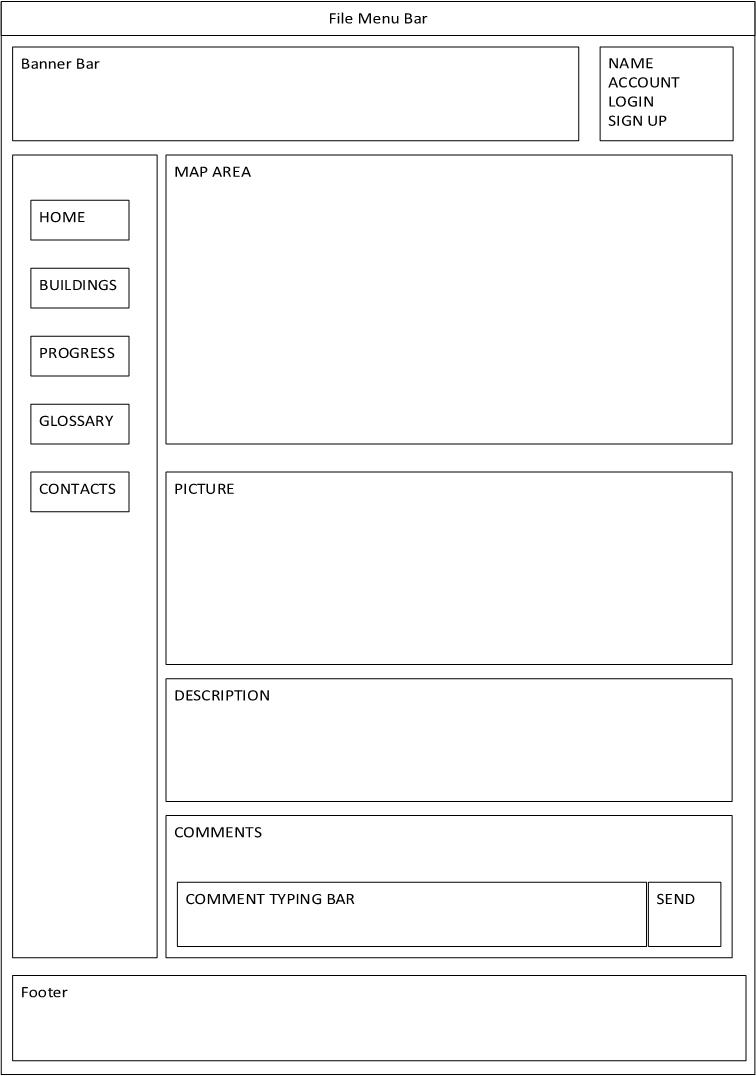 File Menu Bar
Banner Bar
NAME
ACCOUNT
LOGIN
SIGN UP
HOME
BUILDINGS
PROGRESS
GLOSSARY
CONTACTS
MAP AREA
PICTURE
DESCRIPTION
COMMENTS
COMMENT TYPING BAR
SEND
Footer